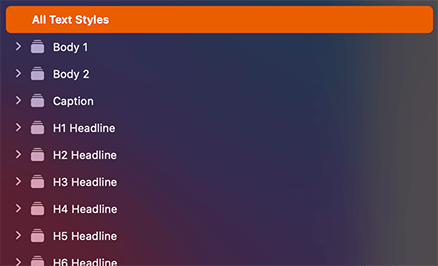 All Text Styles
Body 1
Body 2
Caption
H1 Headline
H2 Headline
H3 Headline
H4 Headline
H5 Headline
H6 Headline